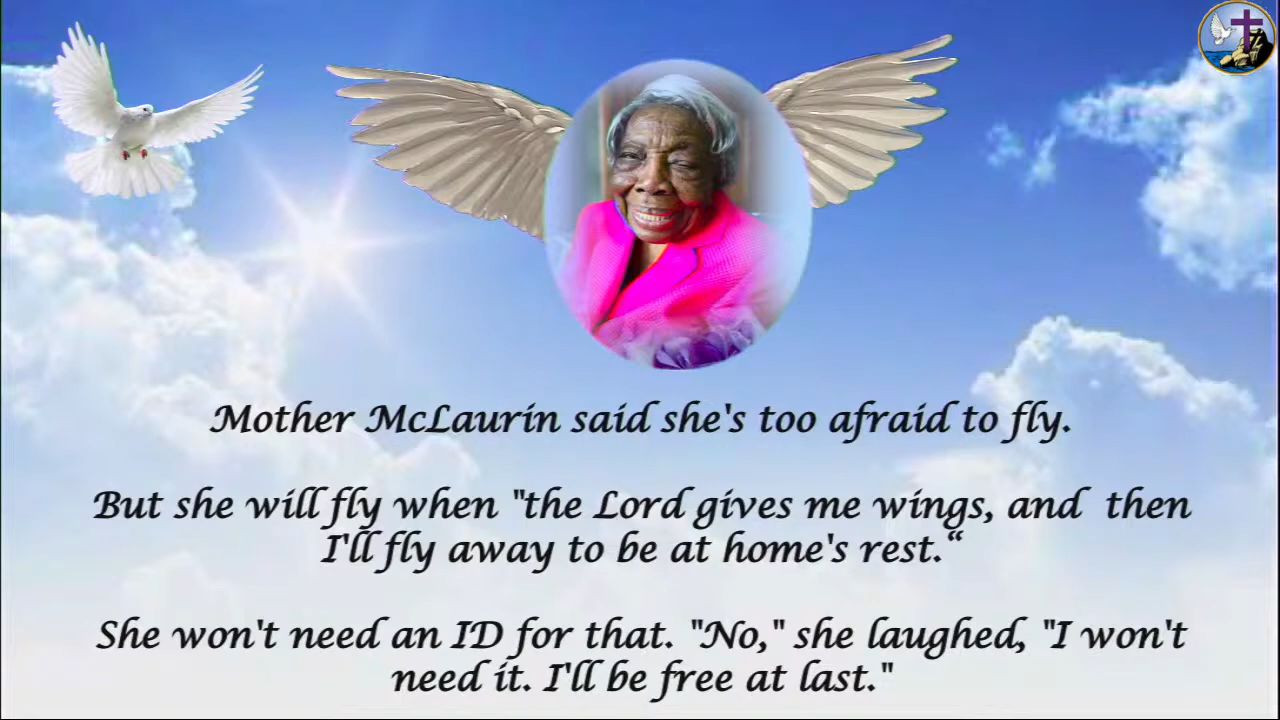 Mother McLaurin said she's too afraid to fly.
But she will fly when "the Lord gives me wings, and then
I'll fly away to be at home's rest.“
She won't need an ID for that. "No," she laughed, "I won't
need it. I'll be free at last."